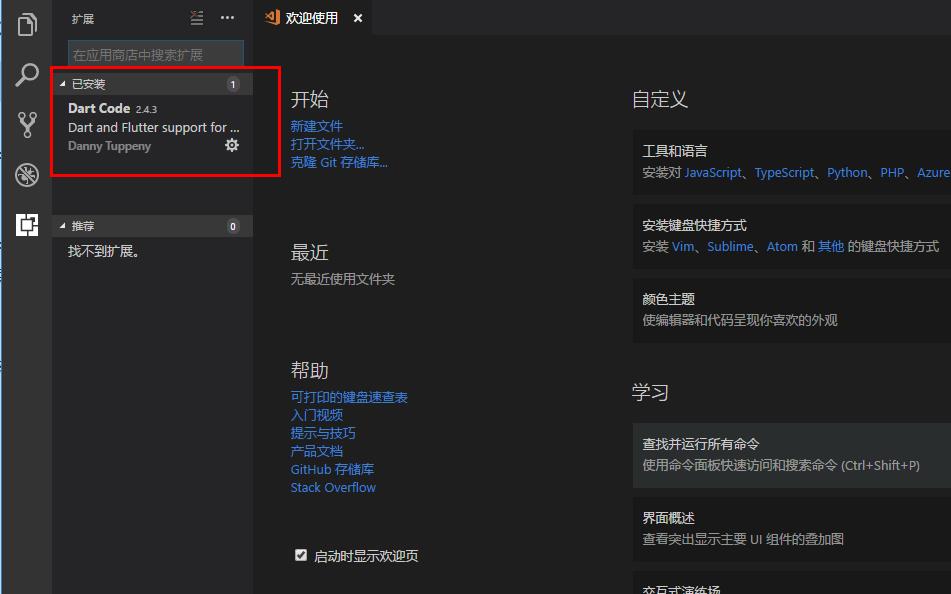 扩展
在应用商店中搜索扩展
已安装 1
Dart Code 2.4.3
Dart and Flutter support for ...
Danny Tuppeny
推荐 0
找不到扩展。
欢迎使用
开始
新建文件
打开文件夹...
克隆 Git 存储库...
最近
无最近使用文件夹
帮助
可打印的键盘速查表
入门视频
提示与技巧
产品文档
GitHub 存储库
Stack Overflow
启动时显示欢迎页
自定义
工具和语言
安装对 JavaScript、TypeScript、Python、PHP、Azure
安装键盘快捷方式
安装 Vim、Sublime、Atom 和 其他 的键盘快捷方式
颜色主题
使编辑器和代码呈现你喜欢的外观
学习
查找并运行所有命令
使用命令面板快速访问和搜索命令 (Ctrl+Shift+P)
界面概述
查看突出显示主要 UI 组件的叠加图
交互式演练场